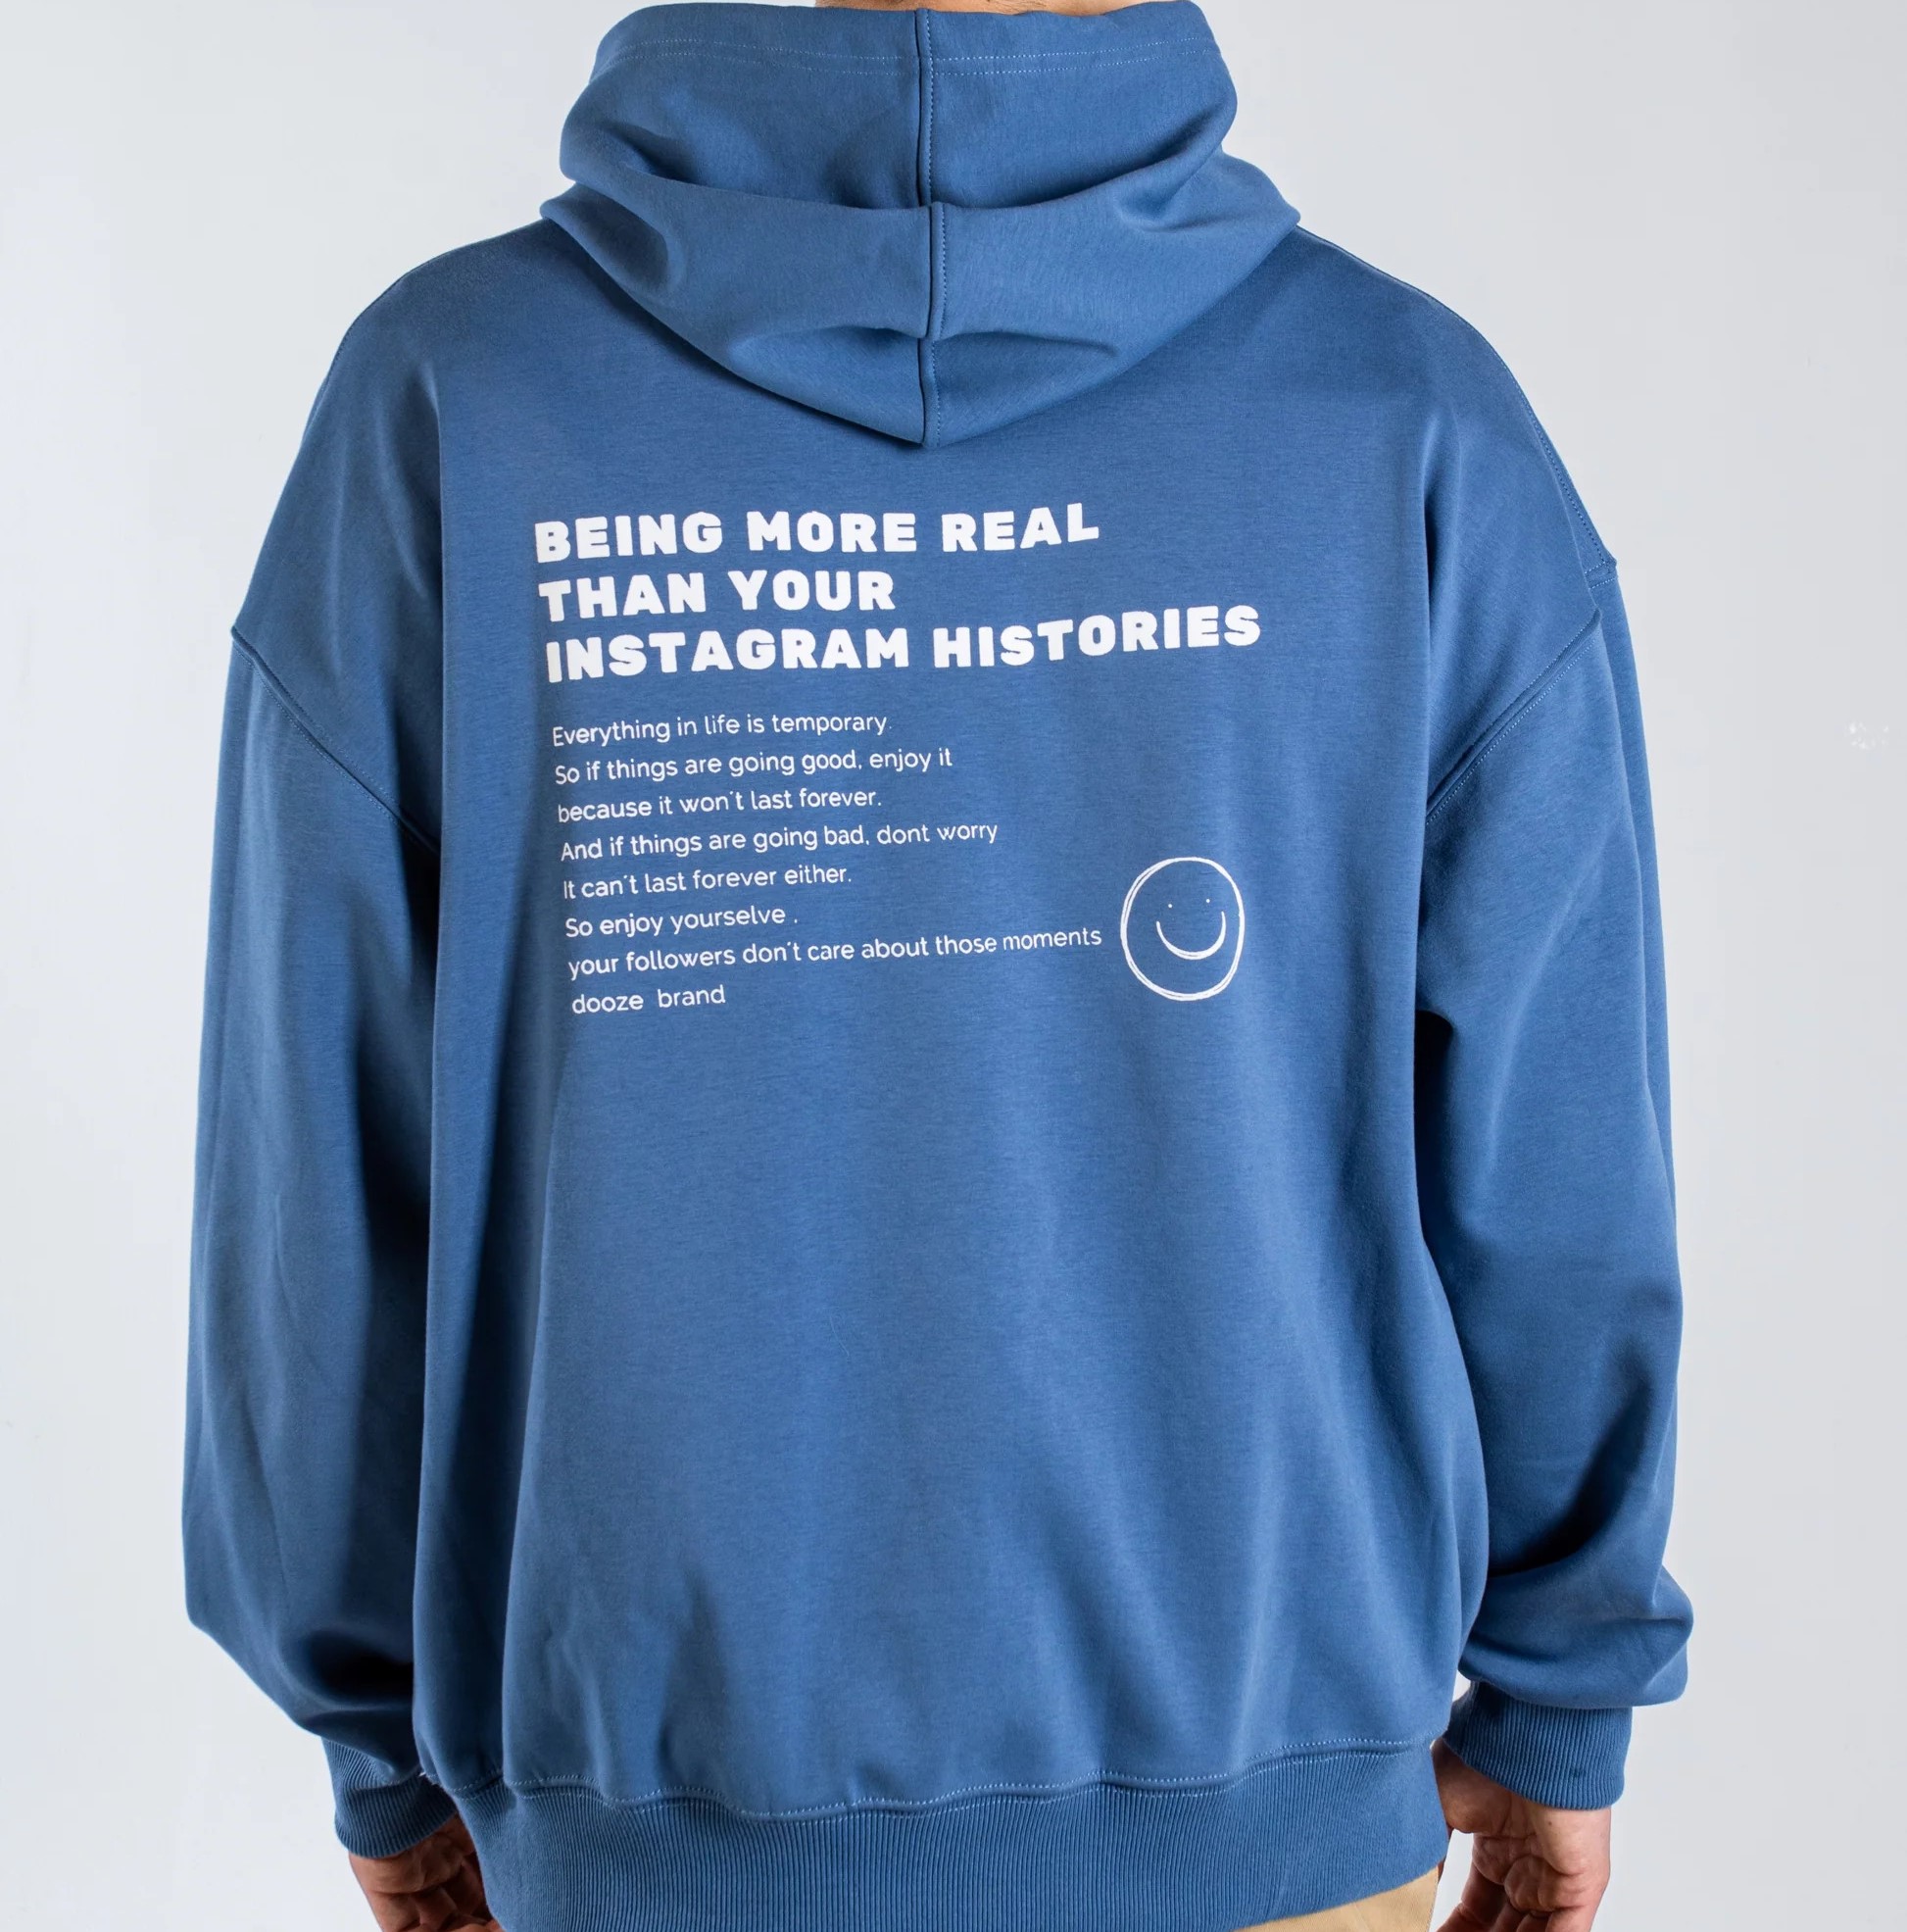 BEING MORE REAL
THAN YOUR
INSTAGRAM HISTORIES
Everything in life is temporary.
So if things are going good, enjoy it
because it won´t last forever.
And if things are going bad, dont worry
It can´t last forever either.
So enjoy yourselve .
your followers don´t care about those moments
dooze brand